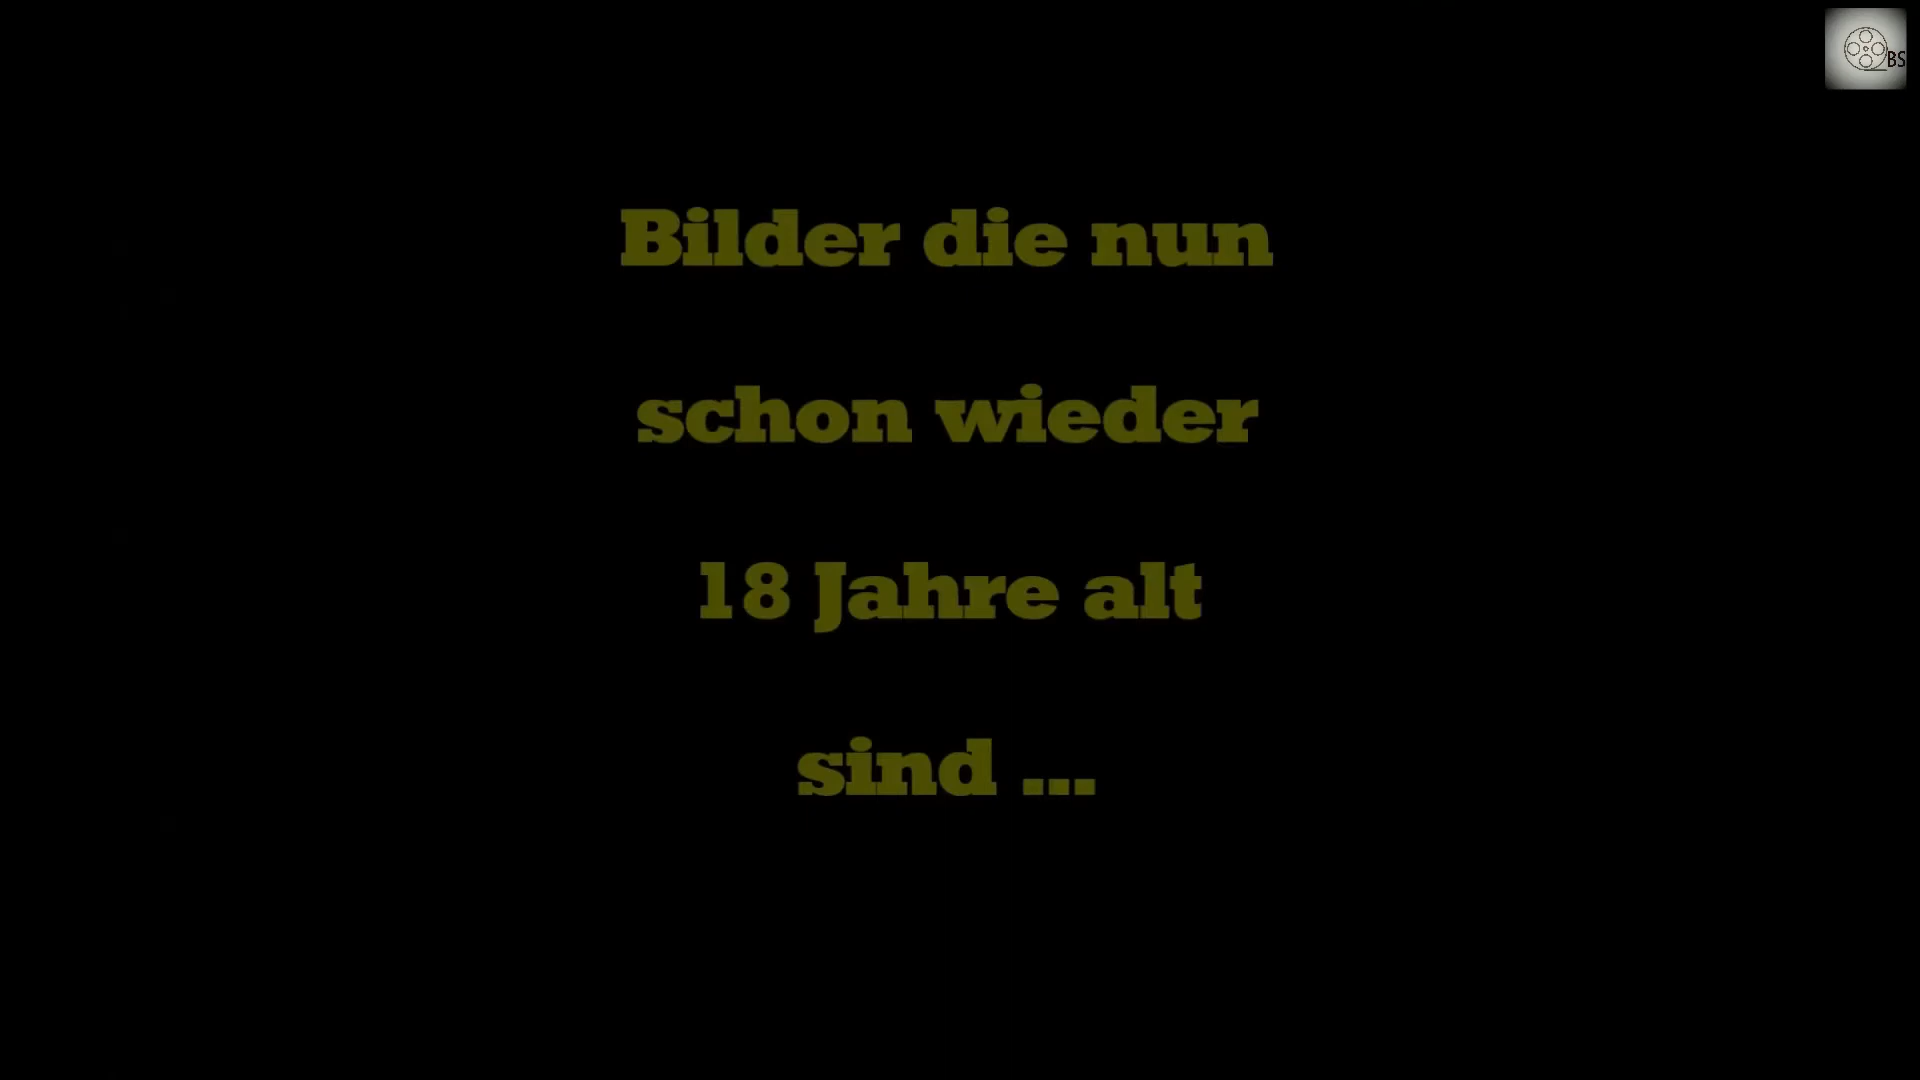 BS
Bilder die nun
schon wieder
18 Jahre alt
sind ...